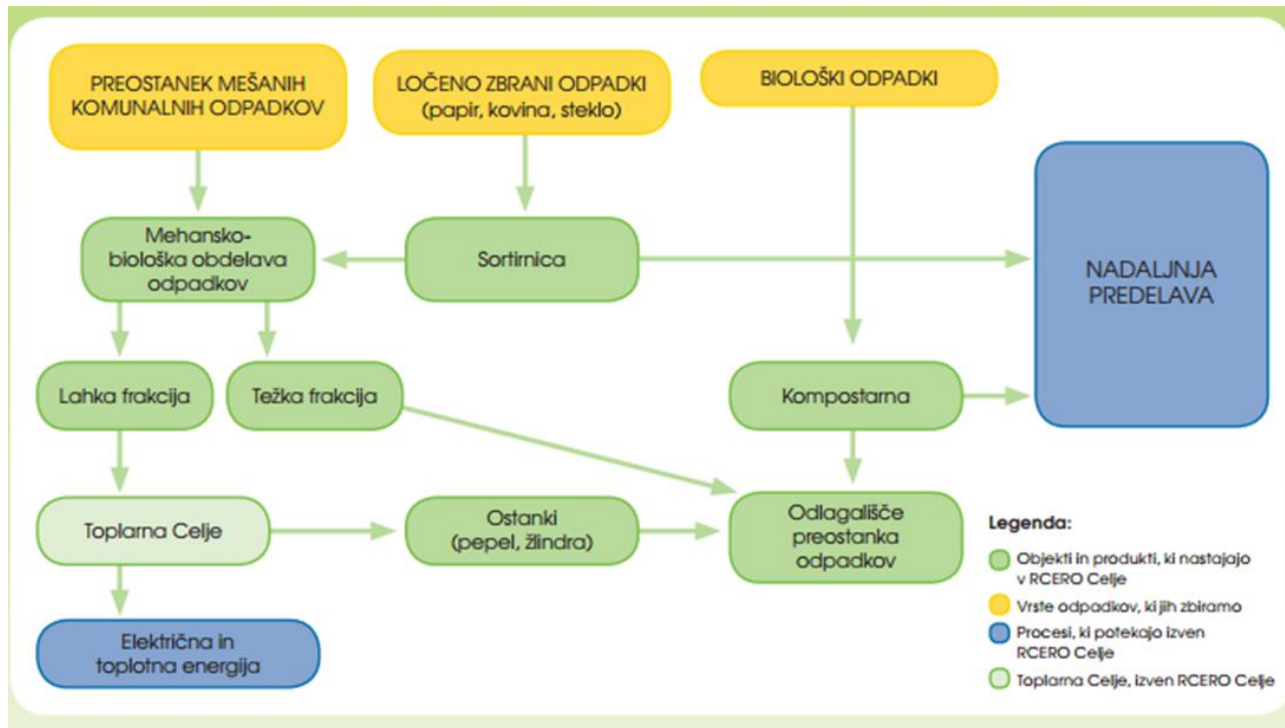 PREOSTANEK MEŠANIH
KOMUNALNIH ODPADKOV
LOČENO ZBRANI ODPADKI
(papir, kovina, steklo)
BIOLOŠKI ODPADKI
Mehansko-
biološka obdelava
odpadkov
Sortirnica
NADALJNJA
PREDELAVA
Lahka frakcija
Težka frakcija
Kompostarna
Toplarna Celje
Ostanki
(pepel, žlindra)
Odlagališče
preostanka
odpadkov
Električna in
toplotna energija
Legenda:
Objekti in produkti, ki nastajajo
v RCERO Celje
Vrste odpadkov, ki jih zbiramo
Procesi, ki potekajo izven
RCERO Celje
Toplarna Celje, izven RCERO Celje